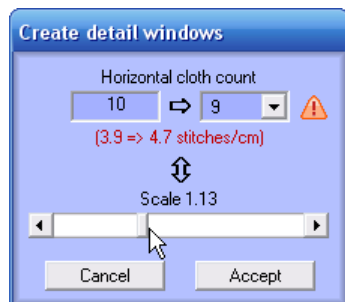 Create detail windows
Horizontal cloth count
10 9
(3.9 => 4.7 stitches/cm)
Scale 1.13
Cancel Accept